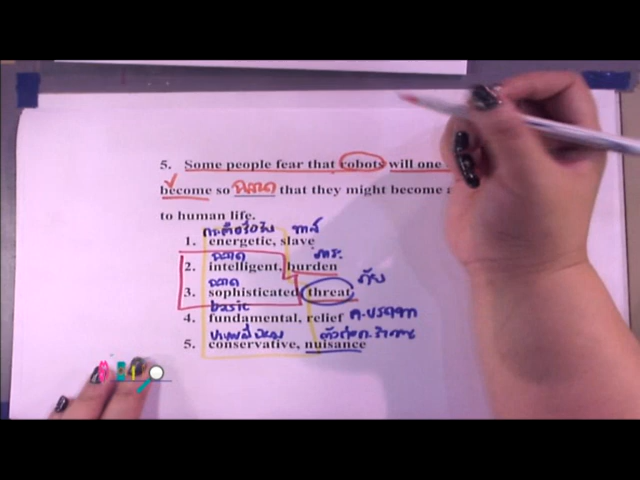 5. Some people fear that robots will one
become so ฉลาด that they might become a
to human life.
กระตือรือร้น ทาส
1. energetic, slave
ฉลาด ภาระ
2. intelligent, burden
ฉลาด ภัย
3. sophisticated threat
basic
4. fundamental, relief
5. conservative, nuisance